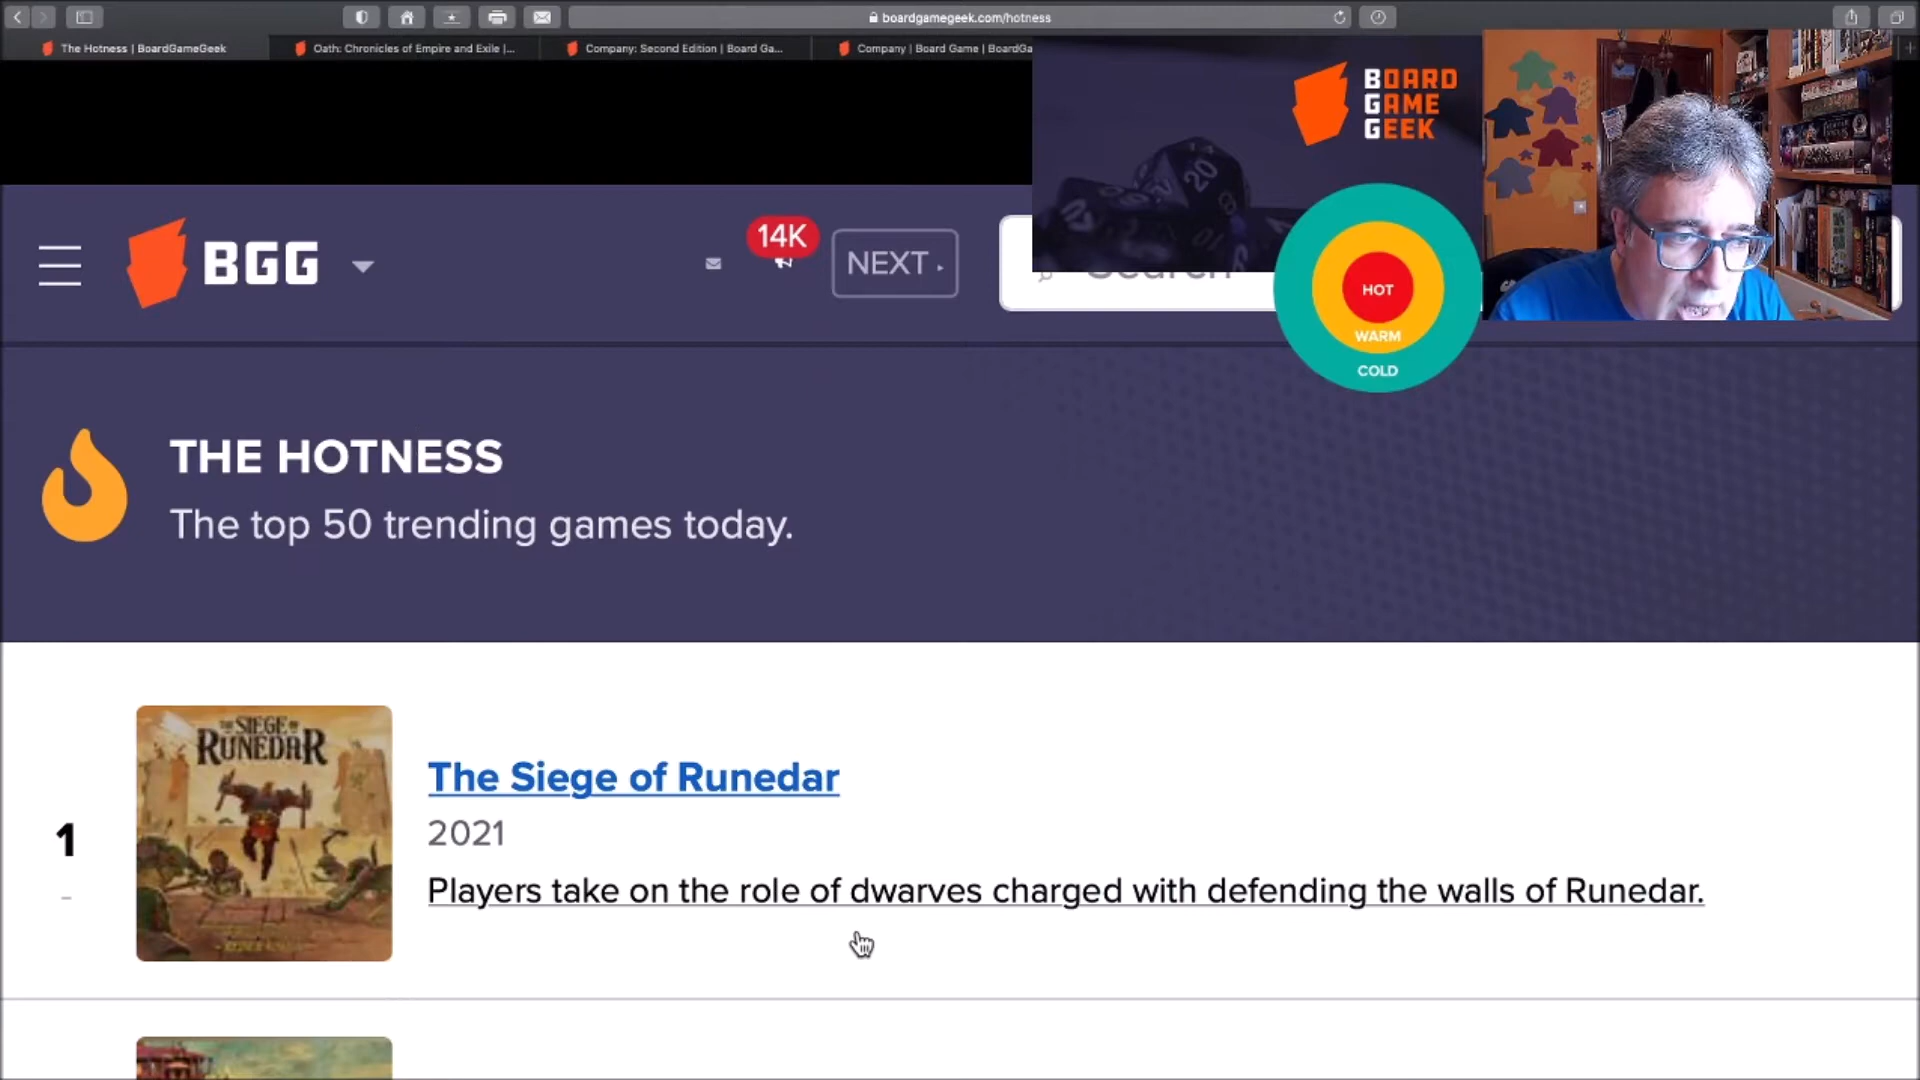 boardgamegeek.com/hotness
The Hotness | BoardGameGeek
Oath: Chronicles of Empire and Exile |...
Company: Second Edition | Board Ga...
Company | Board Game | BoardGa
BOARD
GAME
GEEK
20
BGG
14K
NEXT
Search
HOT
WARM
COLD
THE HOTNESS
The top 50 trending games today.
1
THE SIEGE OF
RUNEDAR
The Siege of Runedar
2021
Players take on the role of dwarves charged with defending the walls of Runedar.